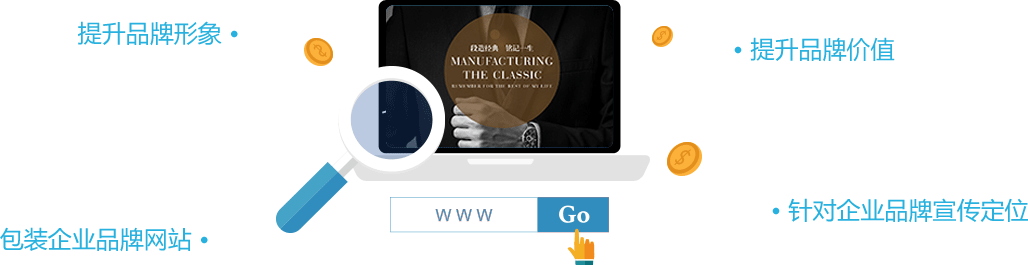 提升品牌形象
提升品牌价值
段造经典 铭记一生
MANUFACTURING
THE CLASSIC
REMEMBER FOR THE REST OF MY LIFE
WWW
Go
针对企业品牌宣传定位
包装企业品牌网站